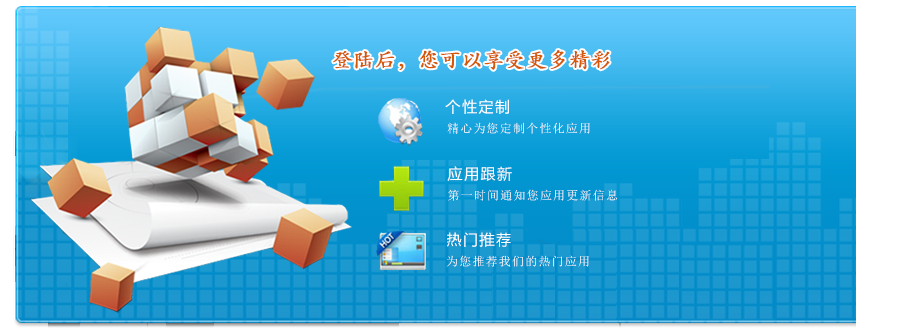 登陆后，您可以享受更多精彩
个性定制
精心为您定制个性化应用
应用跟新
第一时间通知您应用更新信息
热门推荐
为您推荐我们的热门应用
HOT